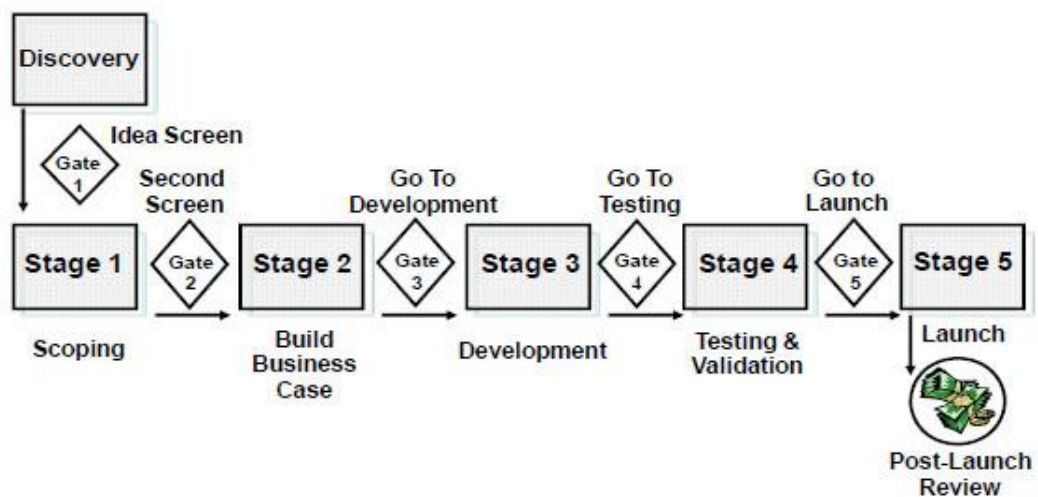 Discovery
Idea Screen
Gate
1
Second
Screen
Go To
Development
Go To
Testing
Go to
Launch
Stage 1
Gate
2
Stage 2
Gate
3
Stage 3
Gate
4
Stage 4
Gate
5
Stage 5
Scoping
Build
Business
Case
Development
Testing &
Validation
Launch
Post-Launch
Review